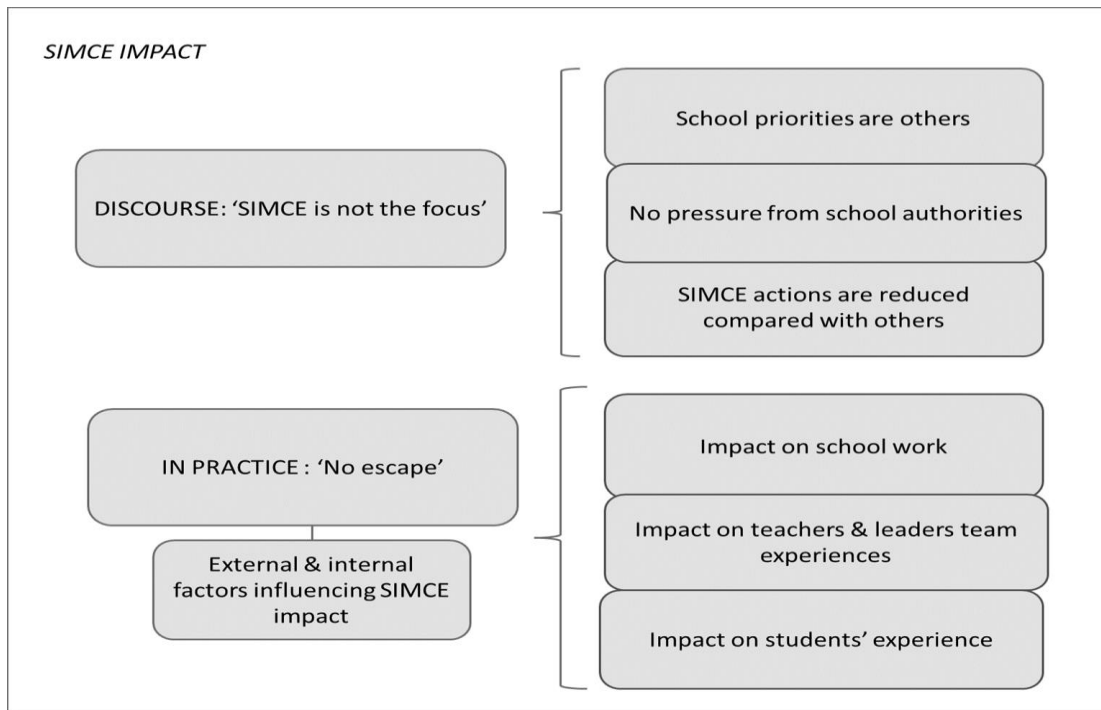 SIMCE IMPACT
DISCOURSE: ‘SIMCE is not the focus’
School priorities are others
No pressure from school authorities
SIMCE actions are reduced
compared with others
IN PRACTICE : ‘No escape’
External & internal
factors influencing SIMCE
impact
Impact on school work
Impact on teachers & leaders team
experiences
Impact on students’ experience